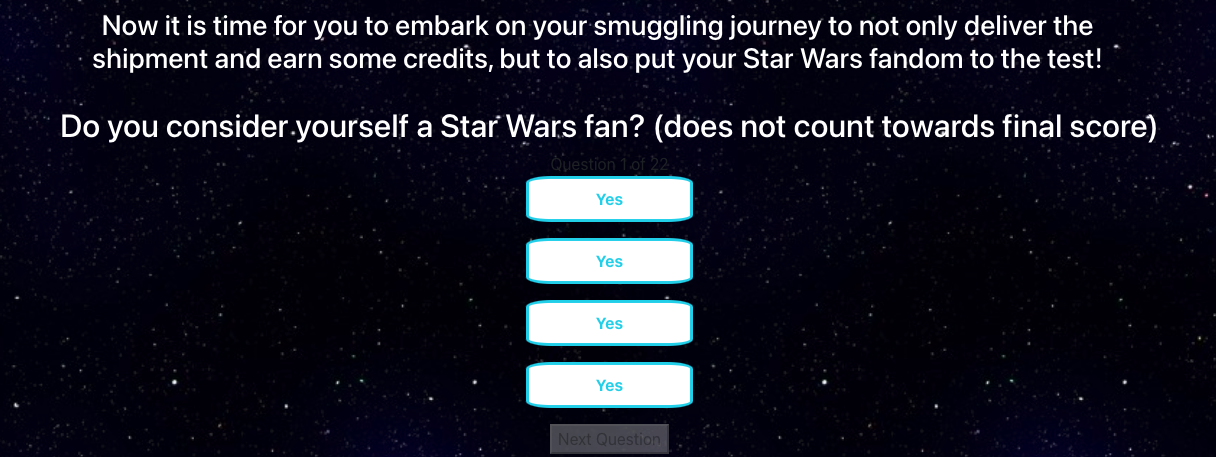 Now it is time for you to embark on your smuggling journey to not only deliver the
shipment and earn some credits, but to also put your Star Wars fandom to the test!
Do you consider yourself a Star Wars fan? (does not count towards final score)
Question 1 of 22
Yes
Yes
Yes
Yes
Next Question